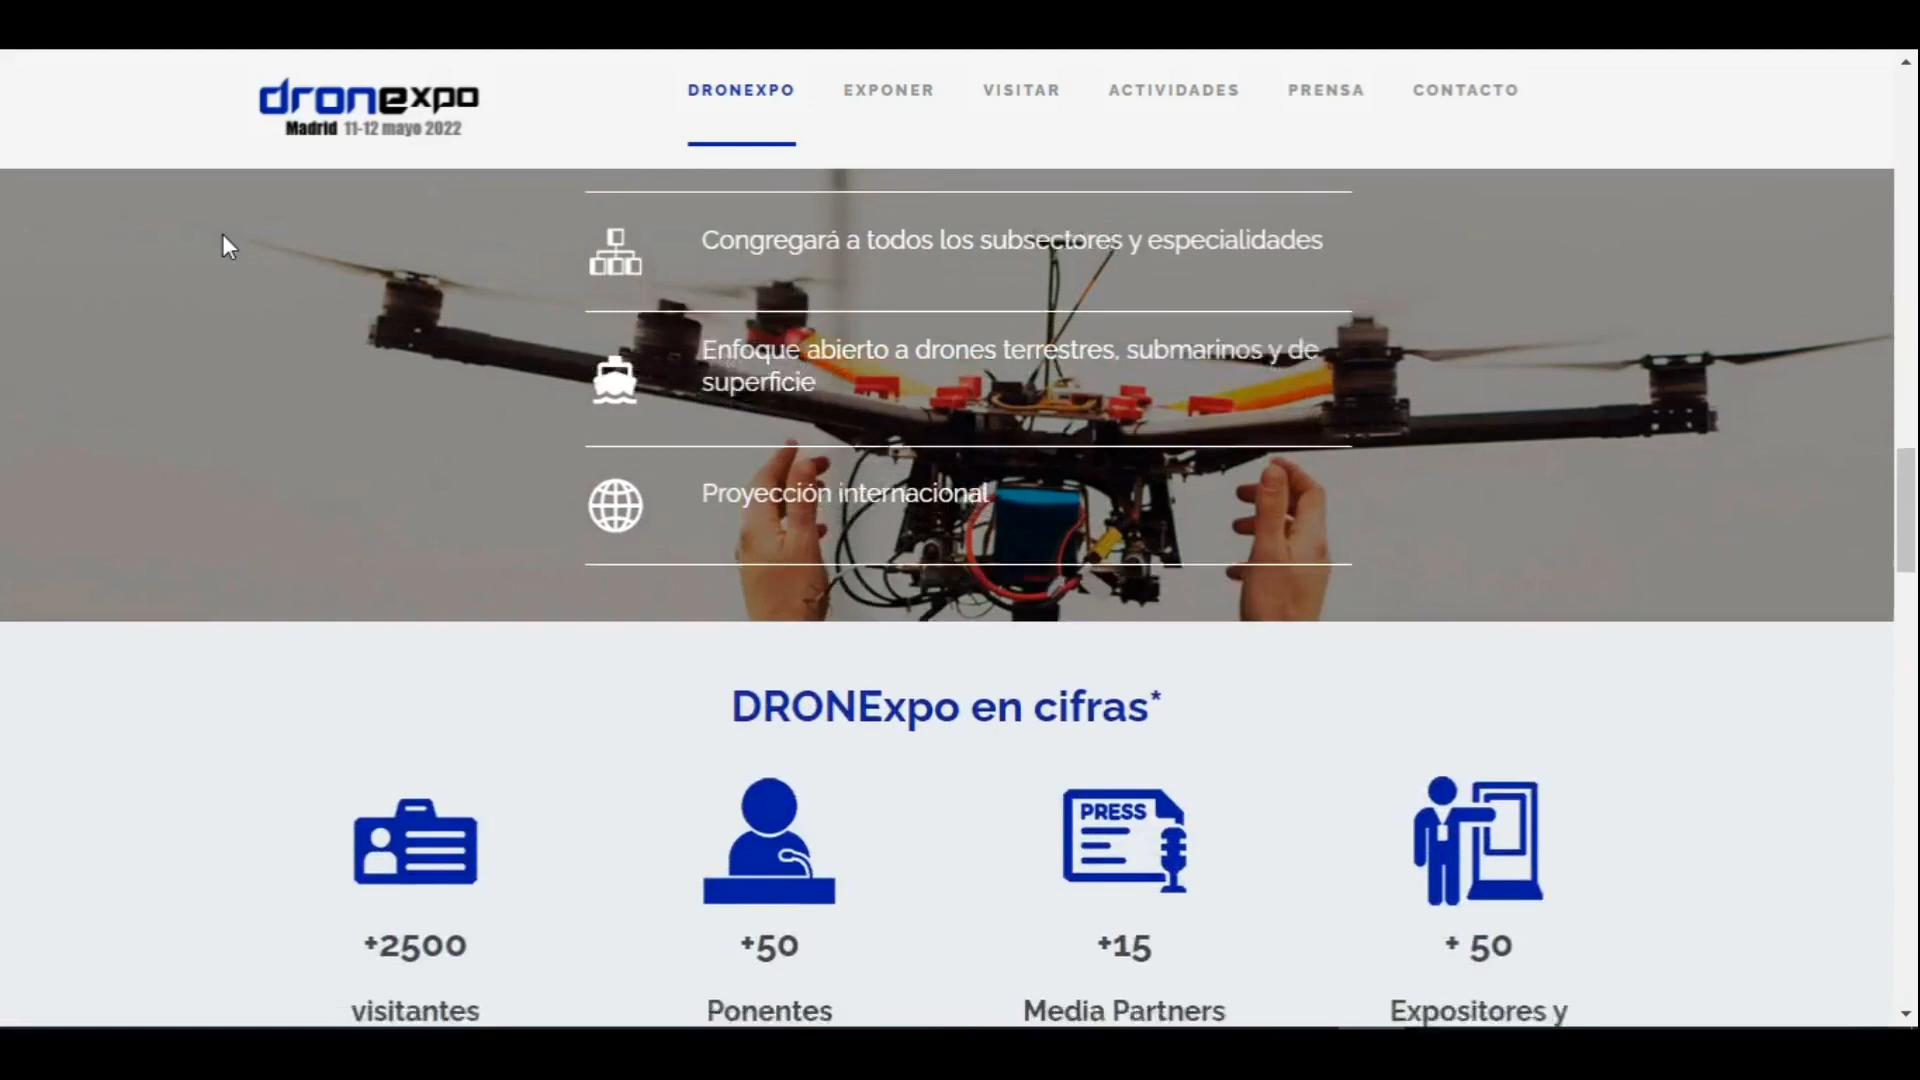 dronexpo
Madrid 11-12 mayo 2022
DRONEXPO
EXPONER
VISITAR
ACTIVIDADES
PRENSA
CONTACTO
Congregará a todos los subsectores y especialidades
Enfoque abierto a drones terrestres, submarinos y de
superficie
Proyección internacional
DRONExpo en cifras*
PRESS
+2500
+50
+15
+ 50
visitantes
Ponentes
Media Partners
Expositores y